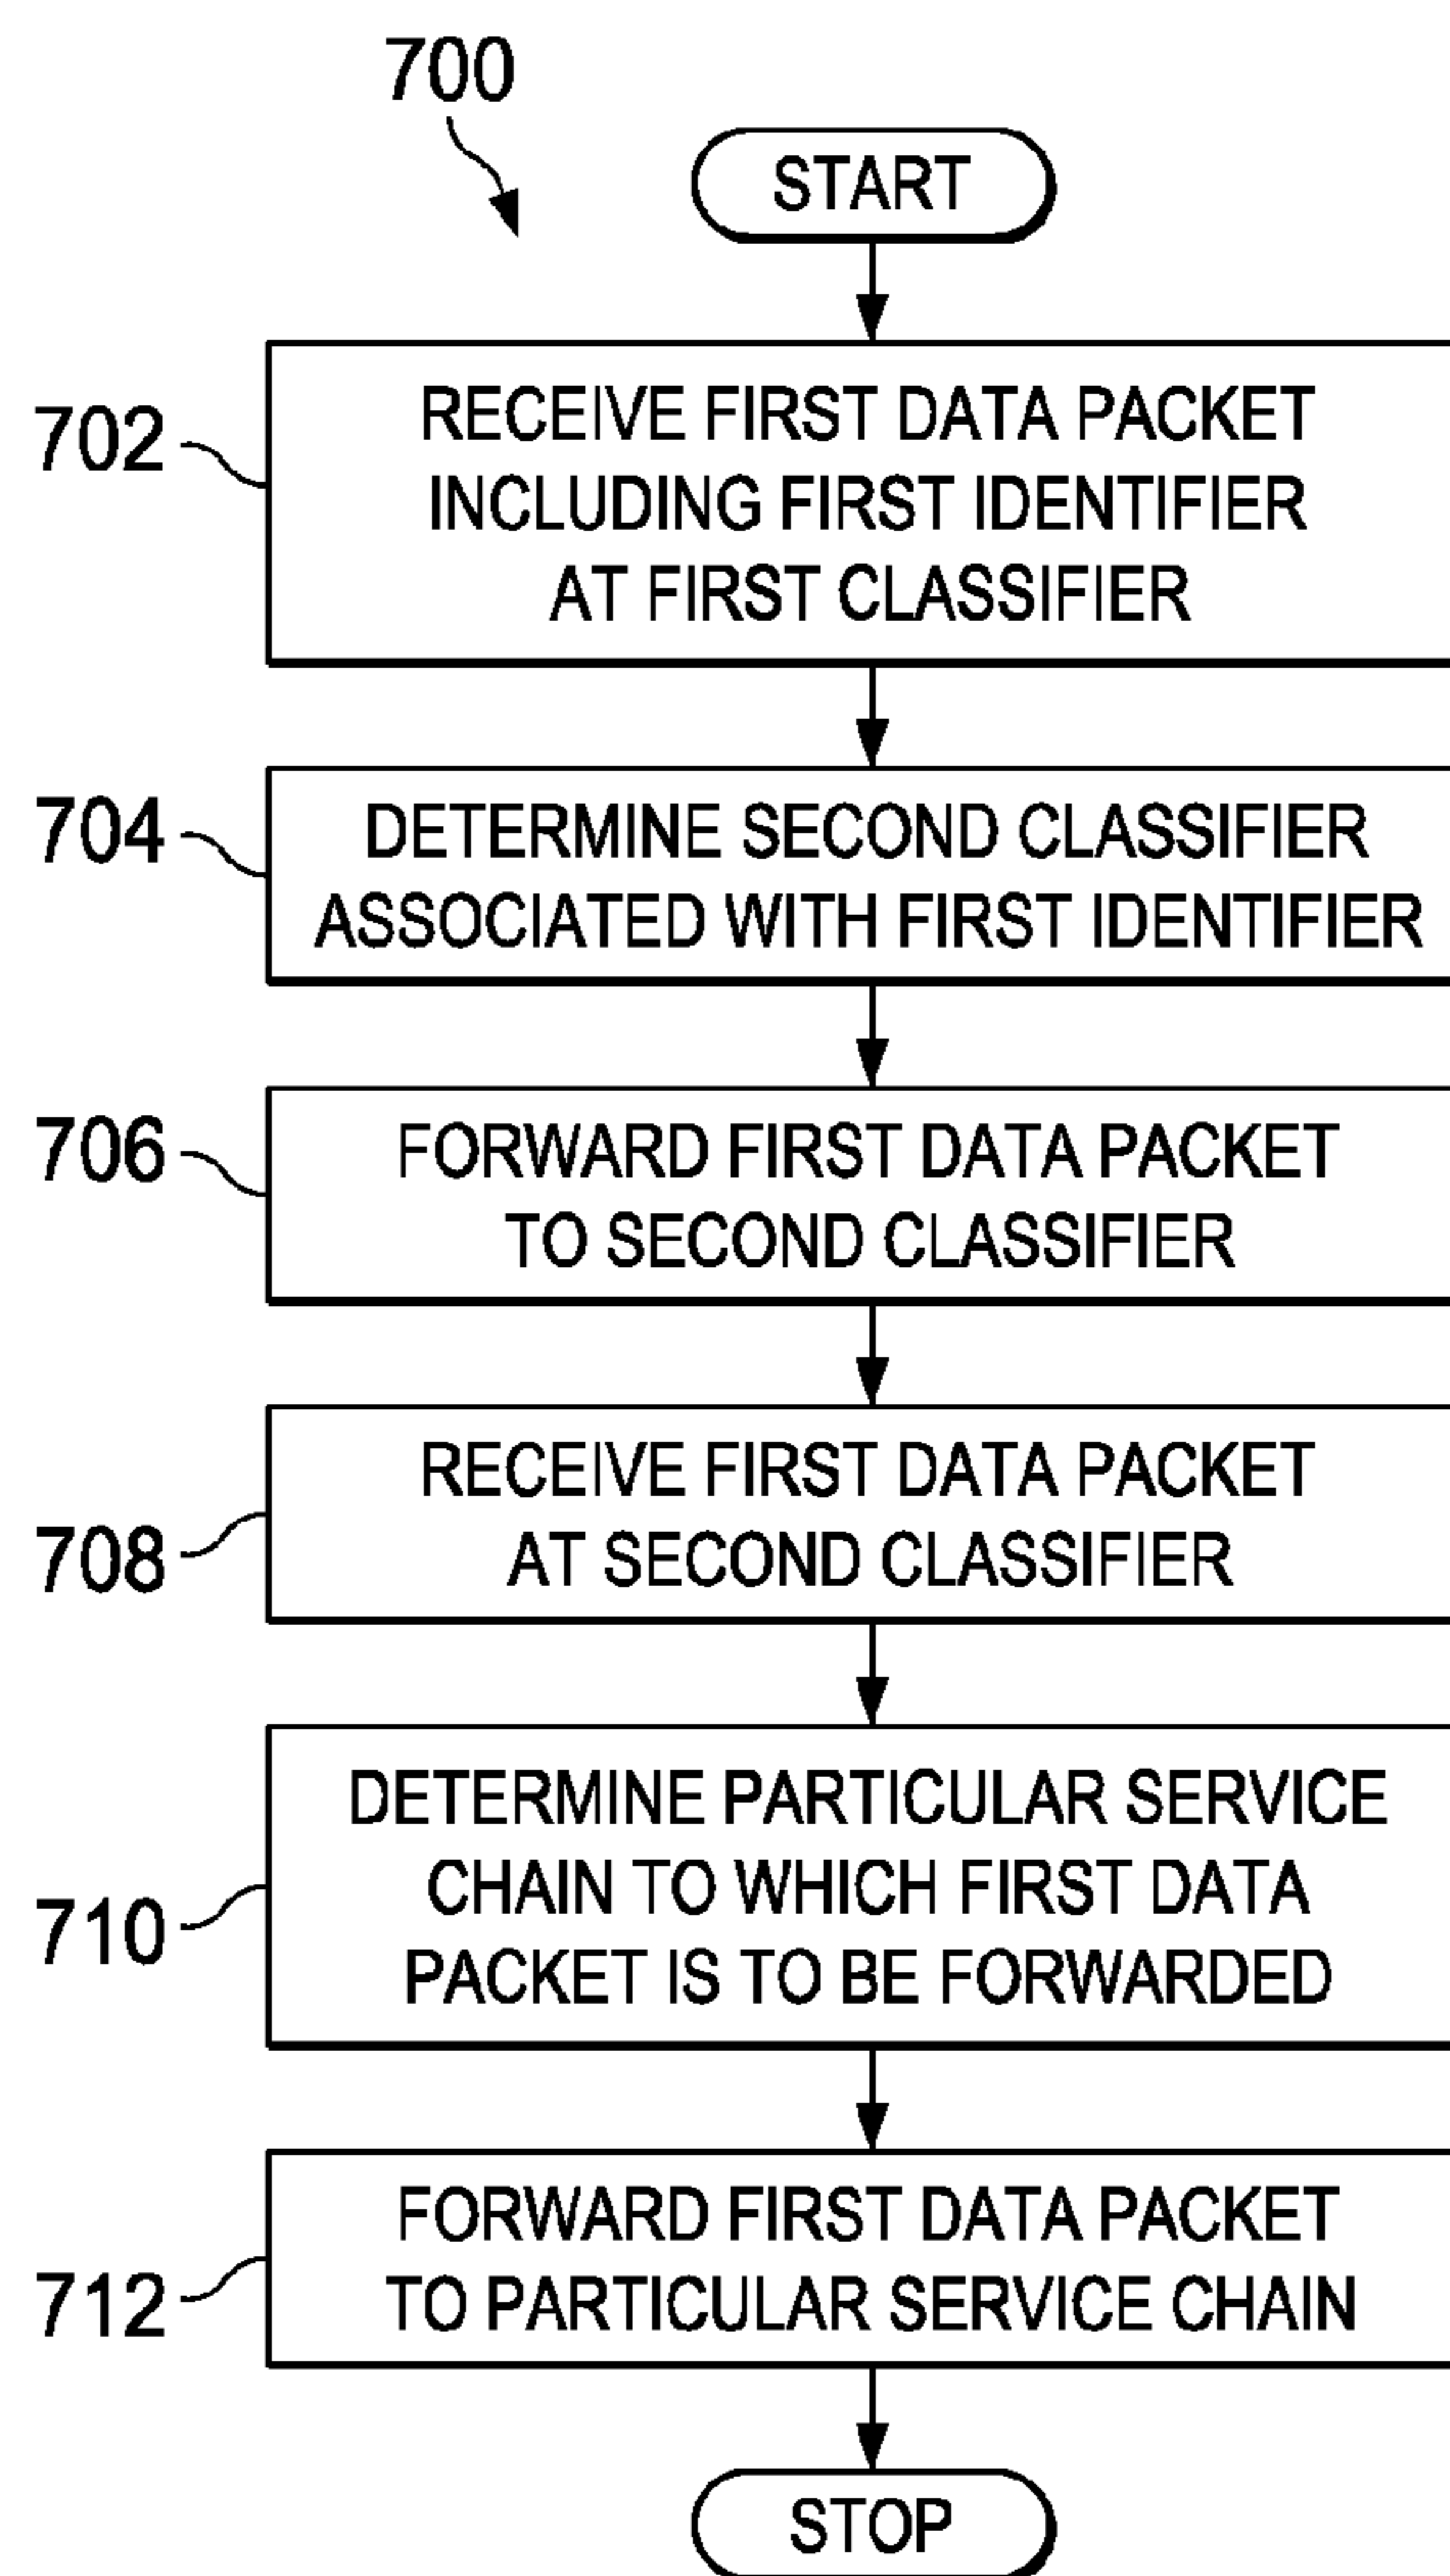 700
START
702
RECEIVE FIRST DATA PACKET
INCLUDING FIRST IDENTIFIER
AT FIRST CLASSIFIER
704
DETERMINE SECOND CLASSIFIER
ASSOCIATED WITH FIRST IDENTIFIER
706
FORWARD FIRST DATA PACKET
TO SECOND CLASSIFIER
708
RECEIVE FIRST DATA PACKET
AT SECOND CLASSIFIER
710
DETERMINE PARTICULAR SERVICE
CHAIN TO WHICH FIRST DATA
PACKET IS TO BE FORWARDED
712
FORWARD FIRST DATA PACKET
TO PARTICULAR SERVICE CHAIN
STOP